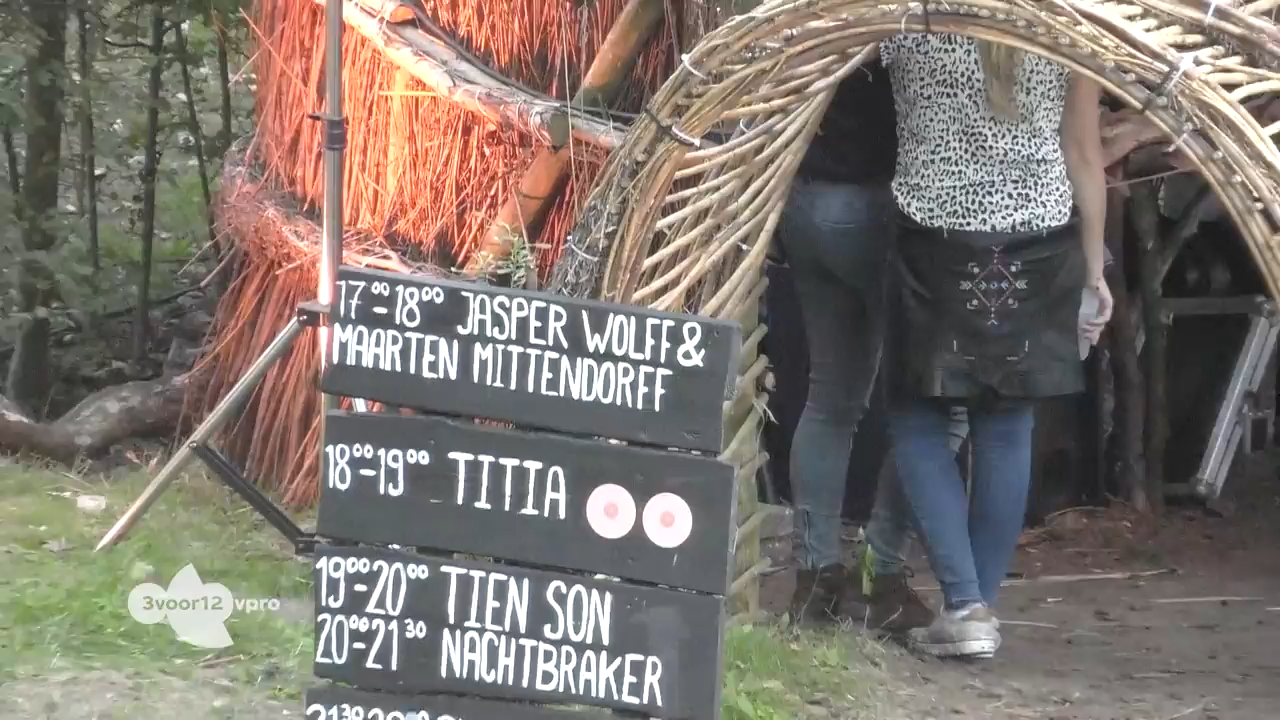 17⁰⁰-18⁰⁰ JASPER WOLFF &
MAARTEN MITTENDORFF
18⁰⁰-19⁰⁰ TITIA
19⁰⁰-20⁰⁰ TIEN SON
20⁰⁰-21³⁰ NACHTBRAKER
3voor12 vpro